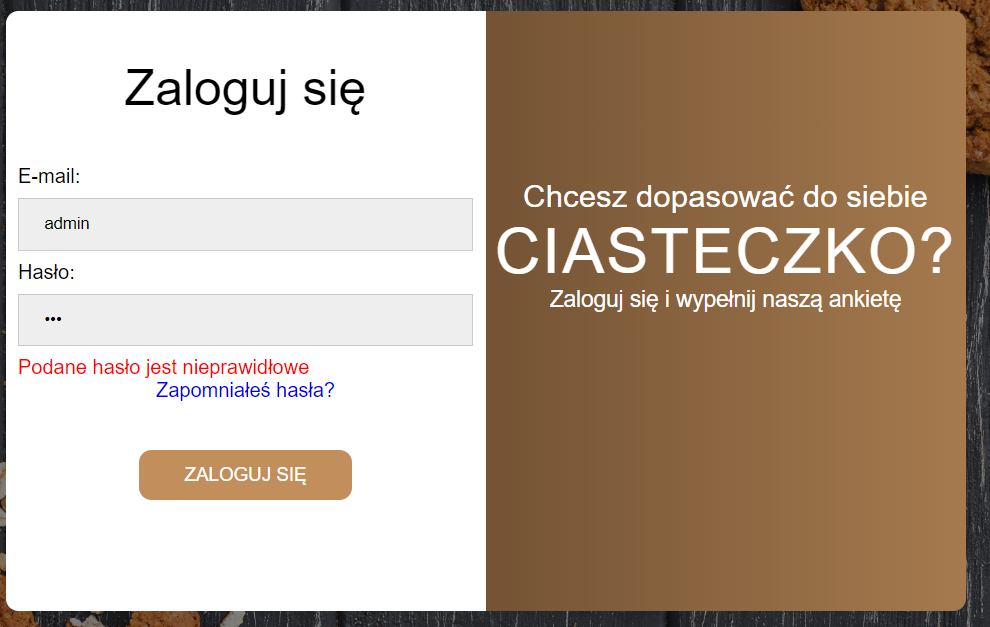 Zaloguj się
E-mail:
admin
Hasło:
•••
Podane hasło jest nieprawidłowe
Zapomniałeś hasła?
ZALOGUJ SIĘ
Chcesz dopasować do siebie
CIASTECZKO?
Zaloguj się i wypełnij naszą ankietę